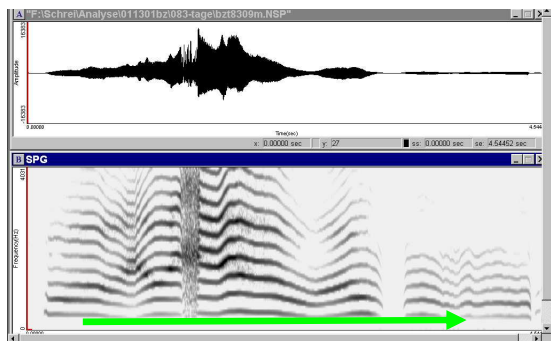 A "F:\Schrei\Analyse\011301bz\083-tage\bzt8309m.NSP"
16383
Amplitude
-16383
0.00000 Time(sec) 4.544
x: 0.00000 sec y: 27 ss: 0.00000 sec se: 4.54452 sec
B SPG
4031
Frequency(Hz)
0